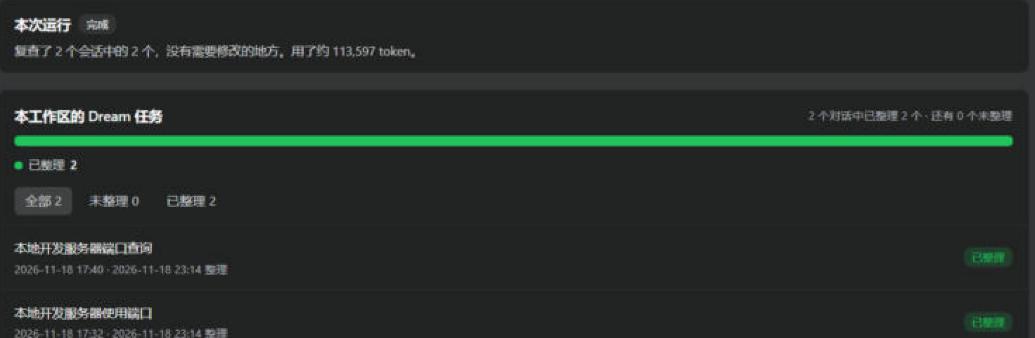 本次运行 完成
复查了 2 个会话中的 2 个，没有需要修改的地方。用了约 113,597 token。
本工作区的 Dream 任务 2 个对话中已整理 2 个 · 还有 0 个未整理
已整理 2
全部 2 未整理 0 已整理 2
本地开发服务器端口查询
2026-11-18 17:40 · 2026-11-18 23:14 整理 已整理
本地开发服务器使用端口
2026-11-18 17:32 · 2026-11-18 23:14 整理 已整理